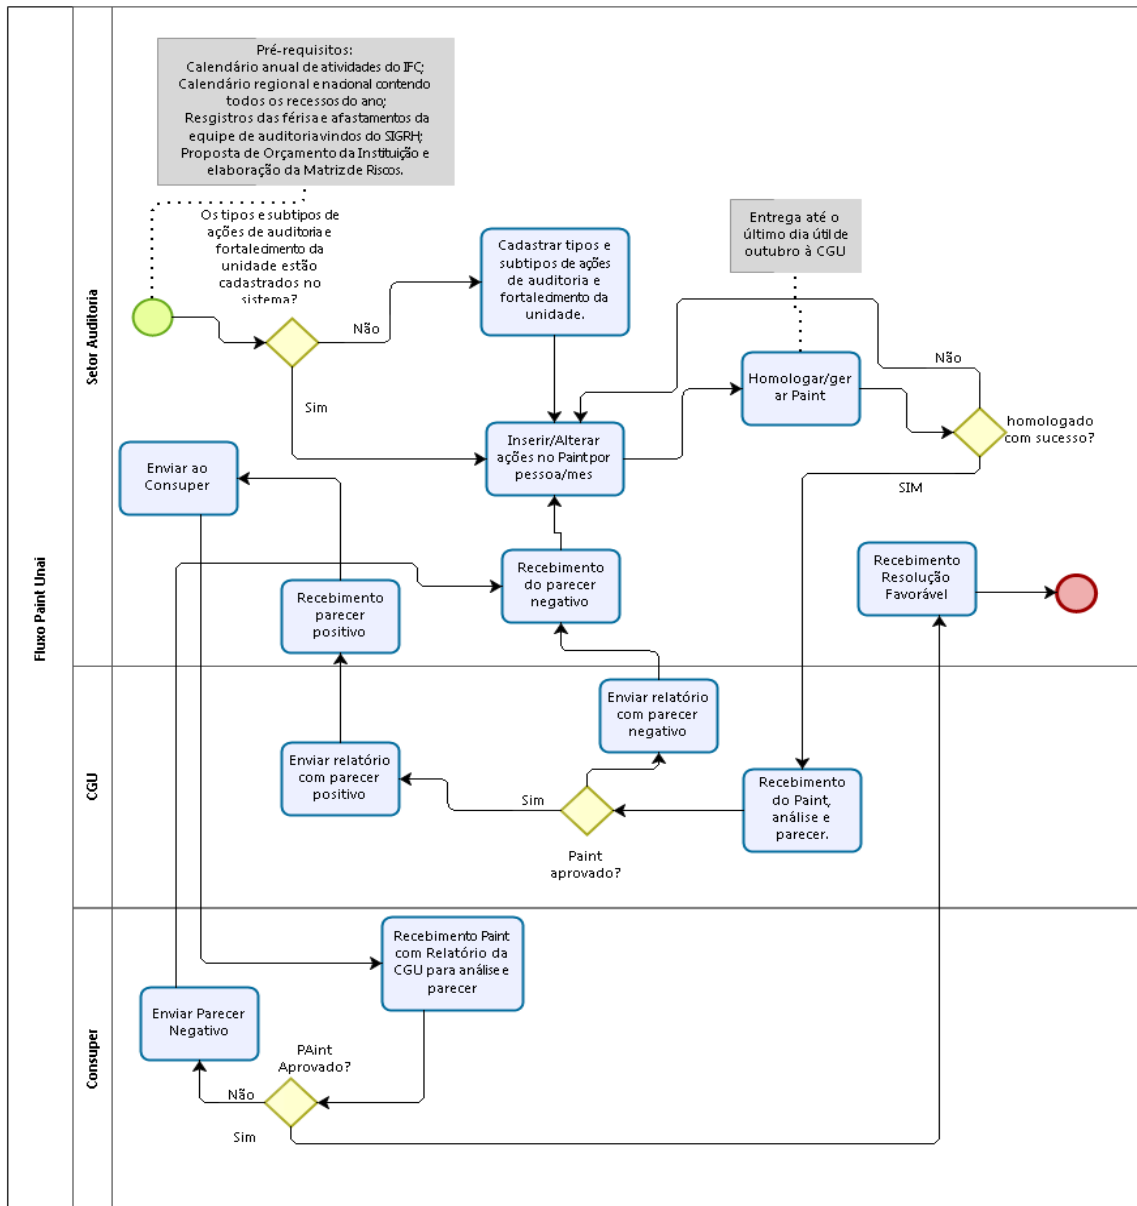 Fluxo Paint Unai
Setor Auditoria
Pré-requisitos:
Calendário anual de atividades do IFC;
Calendário regional e nacional contendo
todos os recessos do ano;
Resgistros das férisa e afastamentos da
equipe de auditoria vindos do SIGRH;
Proposta de Orçamento da Instituição e
elaboração da Matriz de Riscos.
Os tipos e subtipos de
ações de auditoria e
fortalecimento da
unidade estão
cadastrados no
sistema?
Não
Sim
Cadastrar tipos e
subtipos de ações
de auditoria e
fortalecimento da
unidade.
Entrega até o
último dia útil de
outubro à CGU
Homologar/ger
ar Paint
Não
homologado
com sucesso?
SIM
Inserir/Alterar
ações no Paint por
pessoa/mes
Enviar ao
Consuper
Recebimento
parecer
positivo
Recebimento
do parecer
negativo
Recebimento
Resolução
Favorável
CGU
Enviar relatório
com parecer
negativo
Enviar relatório
com parecer
positivo
Sim
Paint
aprovado?
Recebimento
do Paint,
análise e
parecer.
Consuper
Recebimento Paint
com Relatório da
CGU para análise e
parecer
Enviar Parecer
Negativo
PAint
Aprovado?
Não
Sim